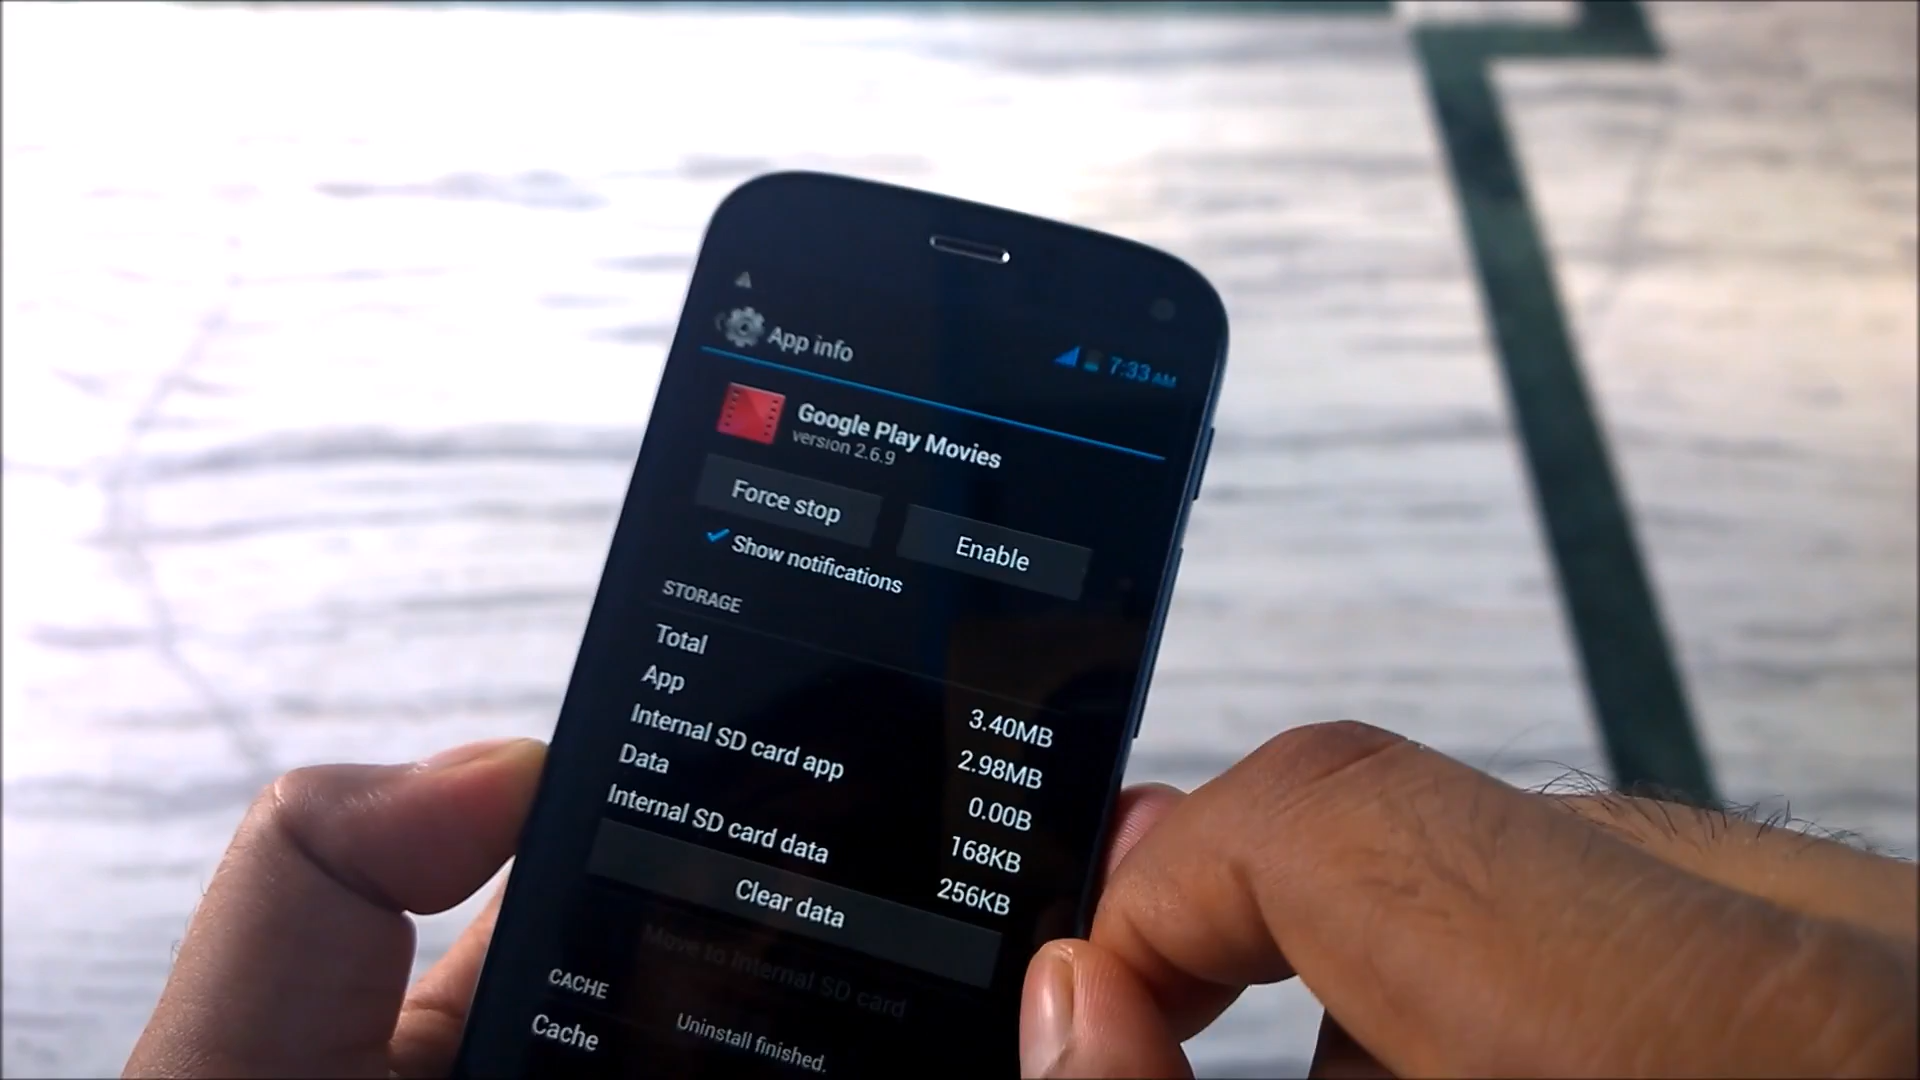 App info
7:33 AM
Google Play Movies
version 2.6.9
Force stop
Enable
Show notifications
STORAGE
Total
3.40MB
App
2.98MB
Internal SD card app
0.00B
Data
168KB
Internal SD card data
256KB
Clear data
Move to Internal SD card
CACHE
Cache
Uninstall finished.